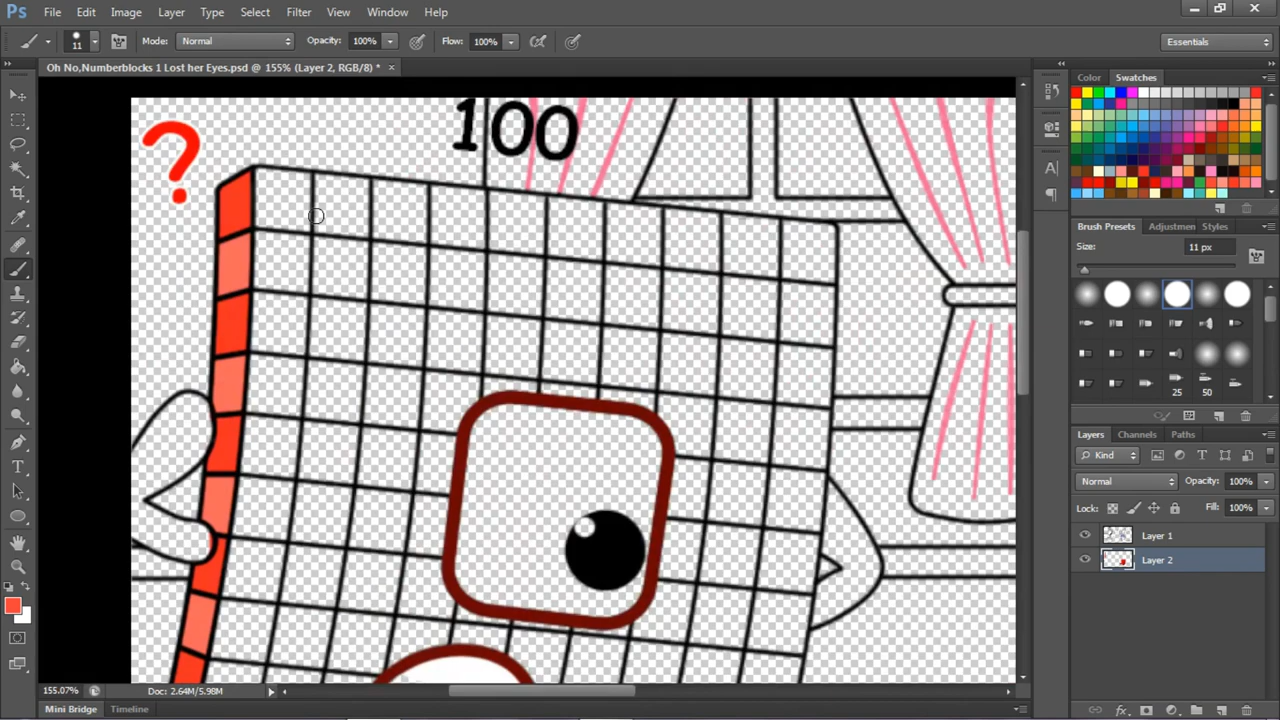 Ps File Edit Image Layer Type Select Filter View Window Help
11 Mode: Normal Opacity: 100% Flow: 100% Essentials
Oh No,Numberblocks 1 Lost her Eyes.psd @ 155% (Layer 2, RGB/8) * ×
Color Swatches
?
100
Brush Presets Adjustmen Styles
Size: 11 px
25 50
Layers Channels Paths
Kind
Normal Opacity: 100%
Lock: Fill: 100%
Layer 1
Layer 2
155.07% Doc: 2.64M/5.98M
Mini Bridge Timeline